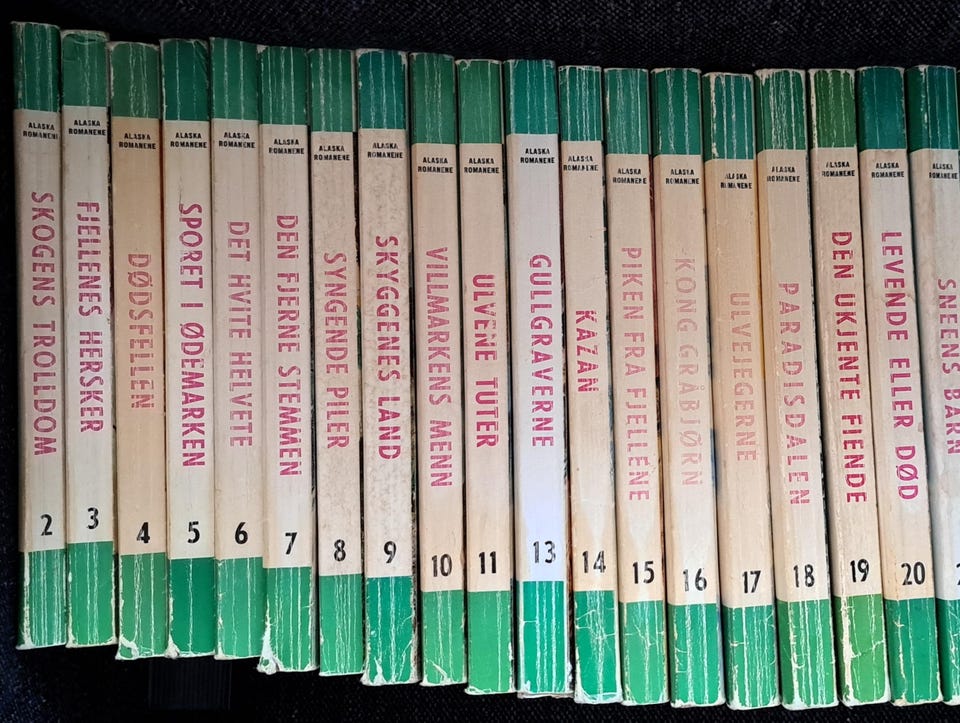 ALASKA
ROMANENE
SKOGENS TROLLDOM
2
ALASKA
ROMANENE
FJELLENES HERSKER
3
ALASKA
ROMANENE
DØDSFELEN
4
ALASKA
ROMANENE
SPORET I ØDEMARKEN
5
ALASKA
ROMANENE
DET HVITE HELVETE
6
ALASKA
ROMANENE
DEN FJERNE STEMMEN
7
ALASKA
ROMANENE
SYNGENDE PILER
8
ALASKA
ROMANENE
SKYGGENES LAND
9
ALASKA
ROMANENE
VILLMARKENS MENN
10
ALASKA
ROMANENE
ULVENE TUTER
11
ALASKA
ROMANENE
GULLGRAVERNE
13
ALASKA
ROMANENE
KAZAN
14
ALASKA
ROMANENE
PIKEN FRA FJELLENE
15
ALASKA
ROMANENE
KONG GRÅBJØRN
16
ALASKA
ROMANENE
ULVEJEGERNE
17
ALASKA
ROMANENE
PARADISDALEN
18
ALASKA
ROMANENE
DEN UKJENTE FIENDE
19
ALASKA
ROMANENE
LEVENDE ELLER DØD
20
ALASKA
ROMANENE
SNEENS BARN